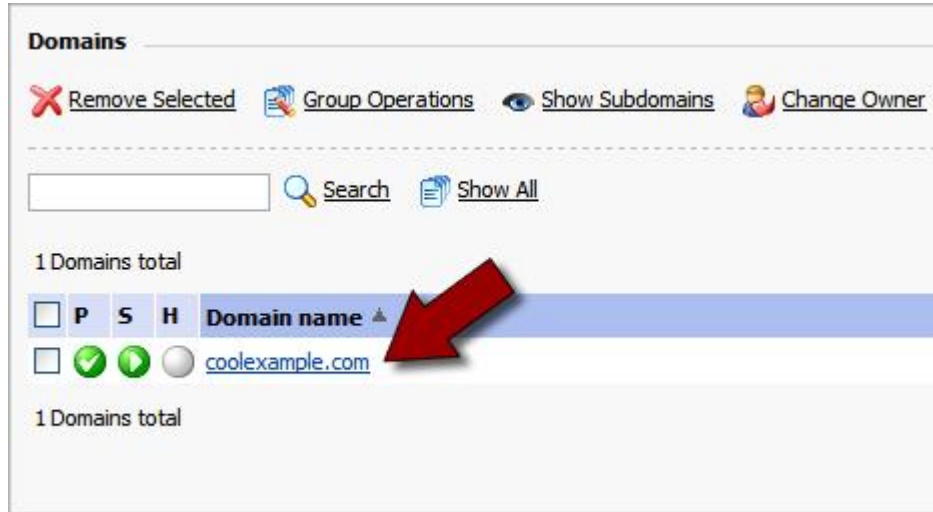 Domains
Remove Selected Group Operations Show Subdomains Change Owner
Search Show All
1 Domains total
P S H Domain name
coolexample.com
1 Domains total